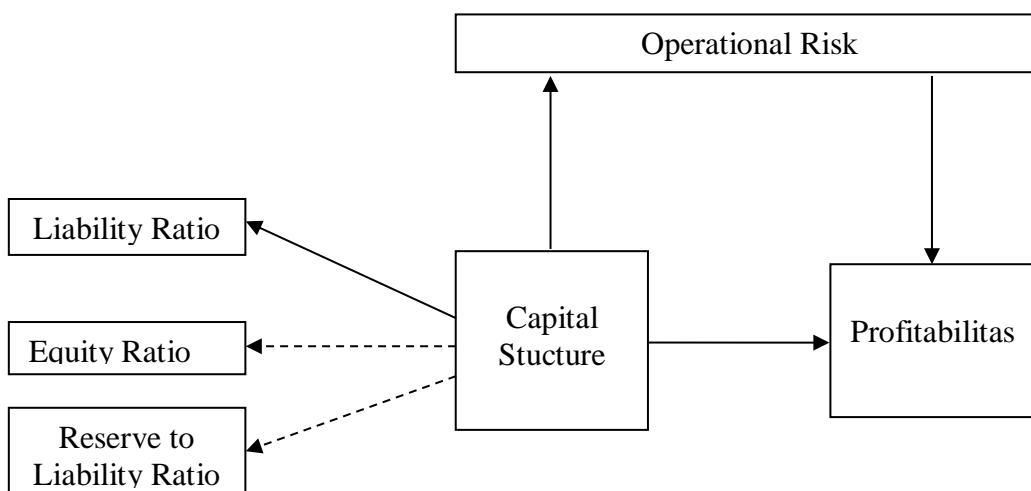 Operational Risk
Liability Ratio
Capital
Stucture
Profitabilitas
Equity Ratio
Reserve to
Liability Ratio